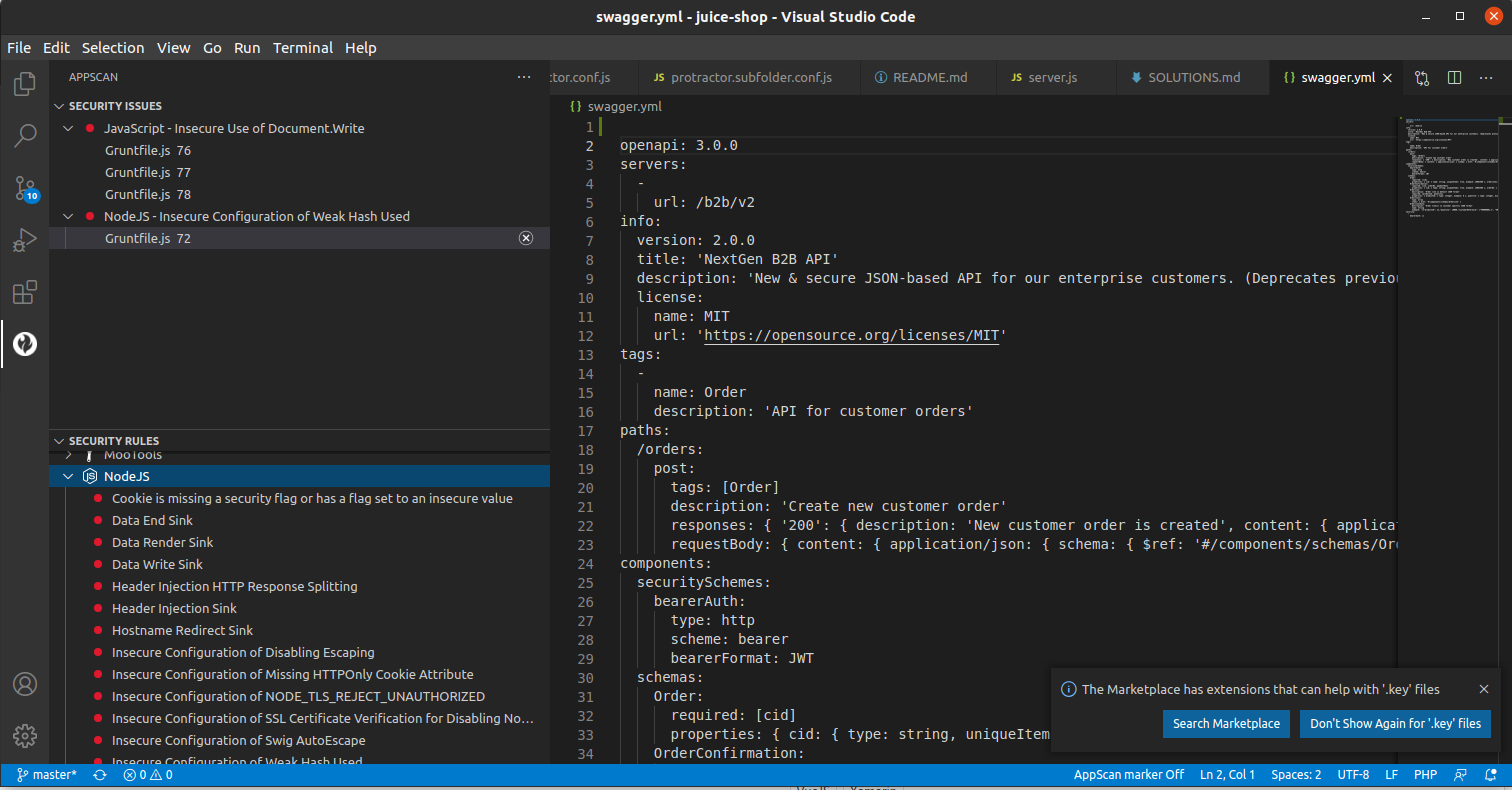 swagger.yml - juice-shop - Visual Studio Code
File Edit Selection View Go Run Terminal Help
APPSCAN
SECURITY ISSUES
JavaScript - Insecure Use of Document.Write
Gruntfile.js 76
Gruntfile.js 77
Gruntfile.js 78
NodeJS - Insecure Configuration of Weak Hash Used
Gruntfile.js 72
10
SECURITY RULES
MooTools
NodeJS
Cookie is missing a security flag or has a flag set to an insecure value
Data End Sink
Data Render Sink
Data Write Sink
Header Injection HTTP Response Splitting
Header Injection Sink
Hostname Redirect Sink
Insecure Configuration of Disabling Escaping
Insecure Configuration of Missing HTTPOnly Cookie Attribute
Insecure Configuration of NODE_TLS_REJECT_UNAUTHORIZED
Insecure Configuration of SSL Certificate Verification for Disabling No...
Insecure Configuration of Swig AutoEscape
Insecure Configuration of Weak Hash Used
tor.conf.js JS protractor.subfolder.conf.js README.md JS server.js SOLUTIONS.md {} swagger.yml
{} swagger.yml
1
2 openapi: 3.0.0
3 servers:
4 -
5 url: /b2b/v2
6 info:
7 version: 2.0.0
8 title: 'NextGen B2B API'
9 description: 'New & secure JSON-based API for our enterprise customers. (Deprecates previou
10 license:
11 name: MIT
12 url: 'https://opensource.org/licenses/MIT'
13 tags:
14 -
15 name: Order
16 description: 'API for customer orders'
17 paths:
18 /orders:
19 post:
20 tags: [Order]
21 description: 'Create new customer order'
22 responses: { '200': { description: 'New customer order is created', content: { applicat
23 requestBody: { content: { application/json: { schema: { $ref: '#/components/schemas/Ord
24 components:
25 securitySchemes:
26 bearerAuth:
27 type: http
28 scheme: bearer
29 bearerFormat: JWT
30 schemas:
31 Order:
32 required: [cid]
33 properties: { cid: { type: string, uniqueItem
34 OrderConfirmation:
The Marketplace has extensions that can help with '.key' files
Search Marketplace Don't Show Again for '.key' files
master* 0 0 AppScan marker Off Ln 2, Col 1 Spaces: 2 UTF-8 LF PHP